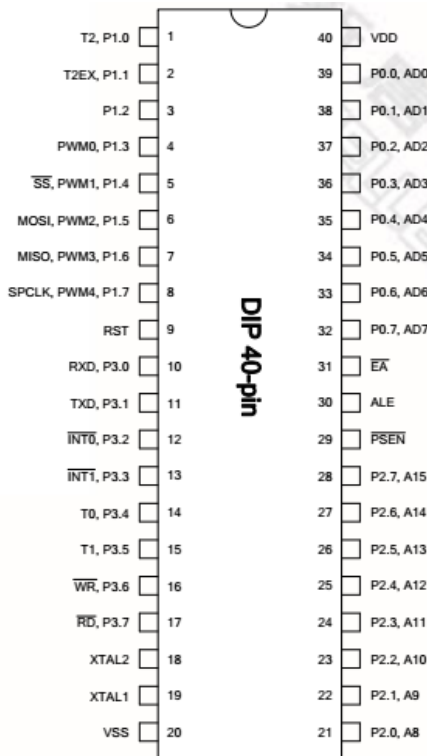 T2, P1.0 1 40 VDD
T2EX, P1.1 2 39 P0.0, AD0
P1.2 3 38 P0.1, AD1
PWM0, P1.3 4 37 P0.2, AD2
SS, PWM1, P1.4 5 36 P0.3, AD3
MOSI, PWM2, P1.5 6 35 P0.4, AD4
MISO, PWM3, P1.6 7 34 P0.5, AD5
SPCLK, PWM4, P1.7 8 33 P0.6, AD6
RST 9 32 P0.7, AD7
RXD, P3.0 10 31 EA
TXD, P3.1 11 30 ALE
INT0, P3.2 12 29 PSEN
INT1, P3.3 13 28 P2.7, A15
T0, P3.4 14 27 P2.6, A14
T1, P3.5 15 26 P2.5, A13
WR, P3.6 16 25 P2.4, A12
RD, P3.7 17 24 P2.3, A11
XTAL2 18 23 P2.2, A10
XTAL1 19 22 P2.1, A9
VSS 20 21 P2.0, A8
DIP 40-pin